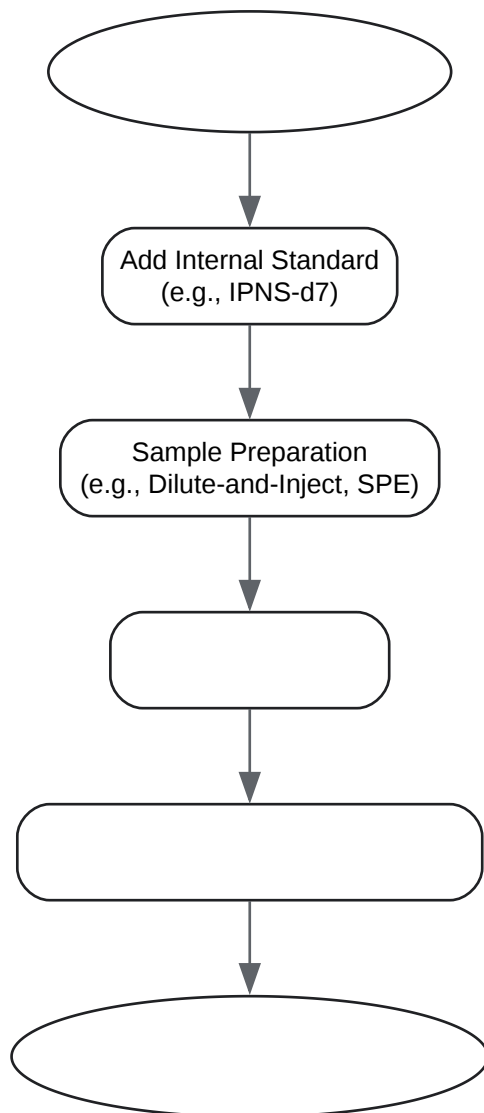 Add Internal Standard
(e.g., IPNS-d7)
Sample Preparation
(e.g., Dilute-and-Inject, SPE)